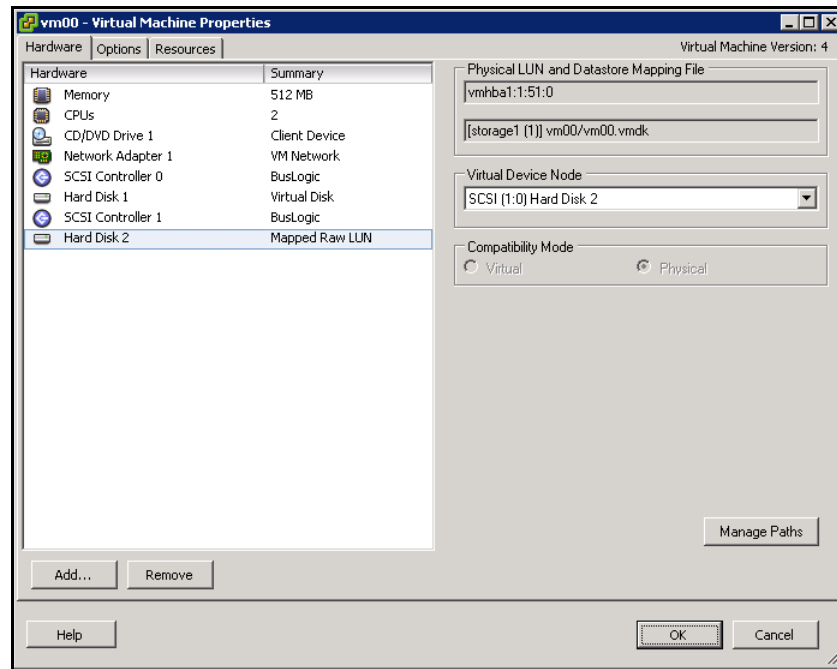 vm00 - Virtual Machine Properties
Hardware Options Resources Virtual Machine Version: 4
Hardware Summary
Memory 512 MB
CPUs 2
CD/DVD Drive 1 Client Device
Network Adapter 1 VM Network
SCSI Controller 0 BusLogic
Hard Disk 1 Virtual Disk
SCSI Controller 1 BusLogic
Hard Disk 2 Mapped Raw LUN
Physical LUN and Datastore Mapping File
vmhba1:1:51:0
[storage1 (1)] vm00/vm00.vmdk
Virtual Device Node
SCSI (1:0) Hard Disk 2
Compatibility Mode
Virtual Physical
Manage Paths
Add... Remove
Help OK Cancel